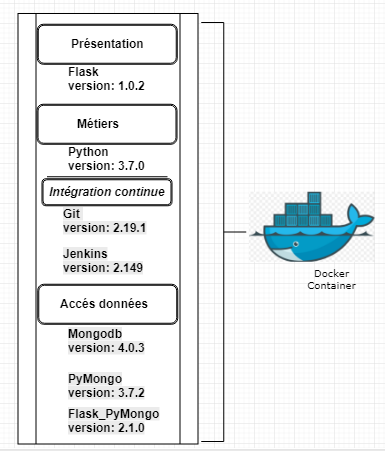 Présentation
Flask
version: 1.0.2
Métiers
Python
version: 3.7.0
Intégration continue
Git
version: 2.19.1
Jenkins
version: 2.149
Accés données
Mongodb
version: 4.0.3
PyMongo
version: 3.7.2
Flask_PyMongo
version: 2.1.0
Docker
Container